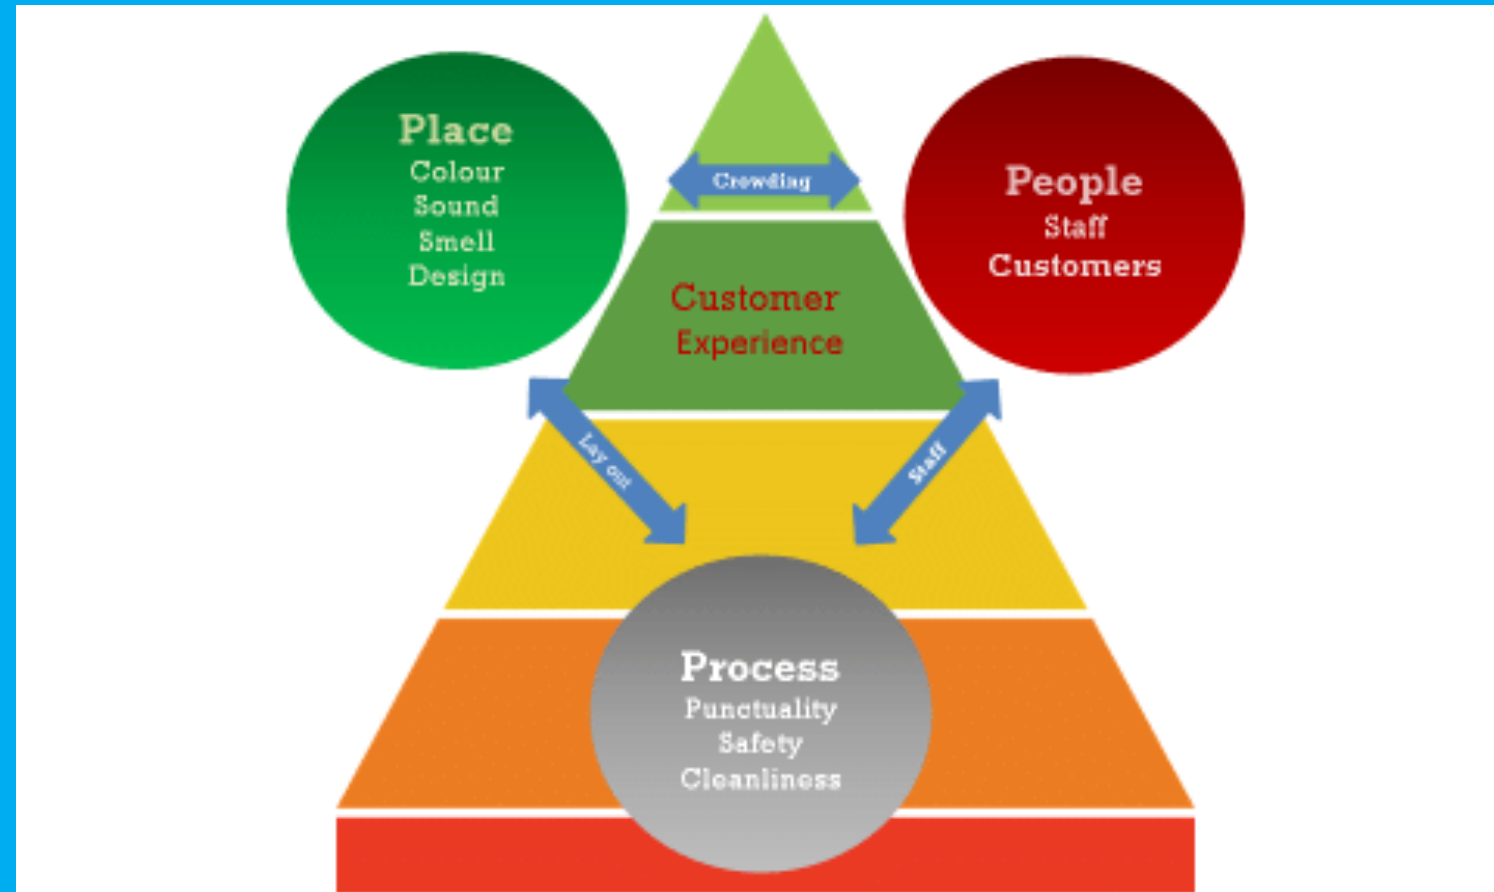 Place
Colour
Sound
Smell
Design
Crowding
People
Staff
Customers
Customer
Experience
Lay out
Staff
Process
Punctuality
Safety
Cleanliness